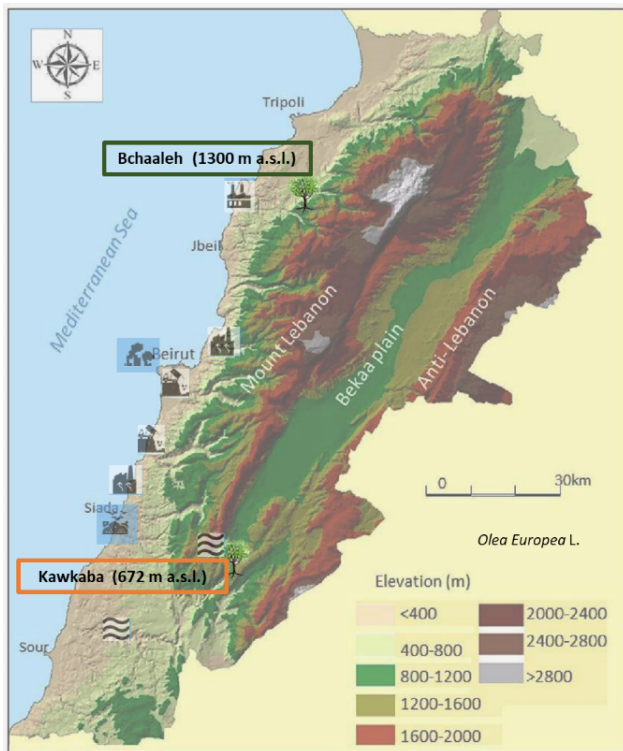 N
W
E
S
Tripoli
Bchaaleh (1300 m a.s.l.)
Jbeil
Mediterranean Sea
Mount Lebanon
Bekaa plain
Anti-Lebanon
Beirut
0 30km
Siada
Olea Europea L.
Kawkaba (672 m a.s.l.)
Sour
Elevation (m)
<400
400-800
800-1200
1200-1600
1600-2000
2000-2400
2400-2800
>2800